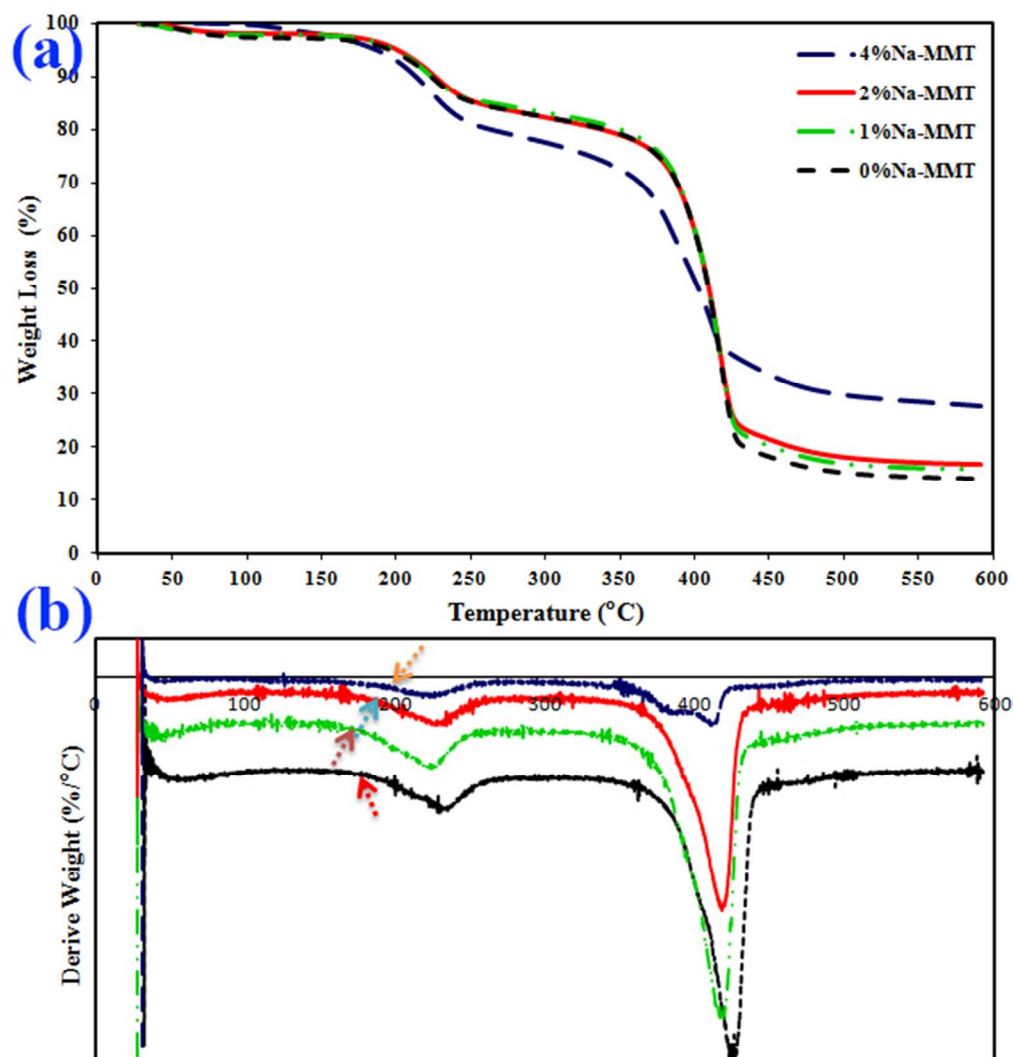 (a)
100
90
80
70
60
50
40
30
20
10
0
Weight Loss (%)
4%Na-MMT
2%Na-MMT
1%Na-MMT
0%Na-MMT
0 50 100 150 200 250 300 350 400 450 500 550 600
Temperature (°C)
(b)
0 100 200 300 400 500 600
Derive Weight (%/°C)